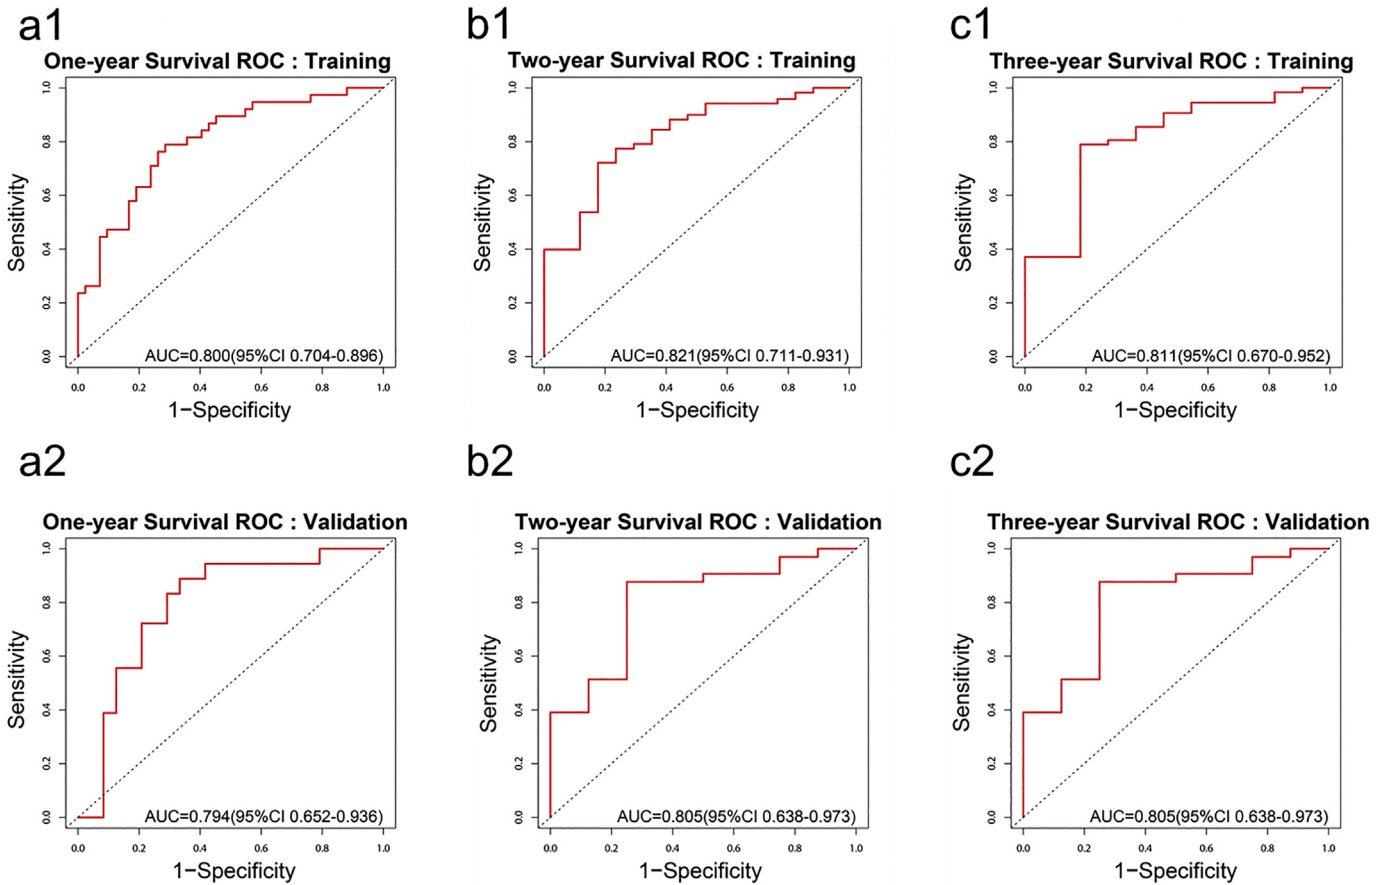 a1
One-year Survival ROC : Training
Sensitivity
0.0 0.2 0.4 0.6 0.8 1.0
AUC=0.800(95%CI 0.704-0.896)
0.0 0.2 0.4 0.6 0.8 1.0
1−Specificity
b1
Two-year Survival ROC : Training
Sensitivity
0.0 0.2 0.4 0.6 0.8 1.0
AUC=0.821(95%CI 0.711-0.931)
0.0 0.2 0.4 0.6 0.8 1.0
1−Specificity
c1
Three-year Survival ROC : Training
Sensitivity
0.0 0.2 0.4 0.6 0.8 1.0
AUC=0.811(95%CI 0.670-0.952)
0.0 0.2 0.4 0.6 0.8 1.0
1−Specificity
a2
One-year Survival ROC : Validation
Sensitivity
0.0 0.2 0.4 0.6 0.8 1.0
AUC=0.794(95%CI 0.652-0.936)
0.0 0.2 0.4 0.6 0.8 1.0
1−Specificity
b2
Two-year Survival ROC : Validation
Sensitivity
0.0 0.2 0.4 0.6 0.8 1.0
AUC=0.805(95%CI 0.638-0.973)
0.0 0.2 0.4 0.6 0.8 1.0
1−Specificity
c2
Three-year Survival ROC : Validation
Sensitivity
0.0 0.2 0.4 0.6 0.8 1.0
AUC=0.805(95%CI 0.638-0.973)
0.0 0.2 0.4 0.6 0.8 1.0
1−Specificity